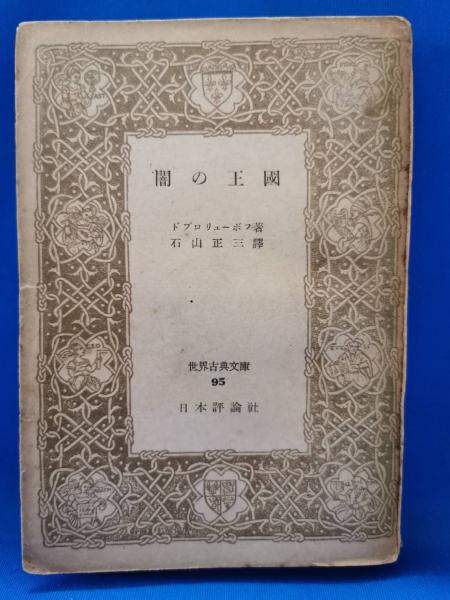 闇の王國
ドブロリューボフ著
石山正三譯
世界古典文庫
95
日本評論社